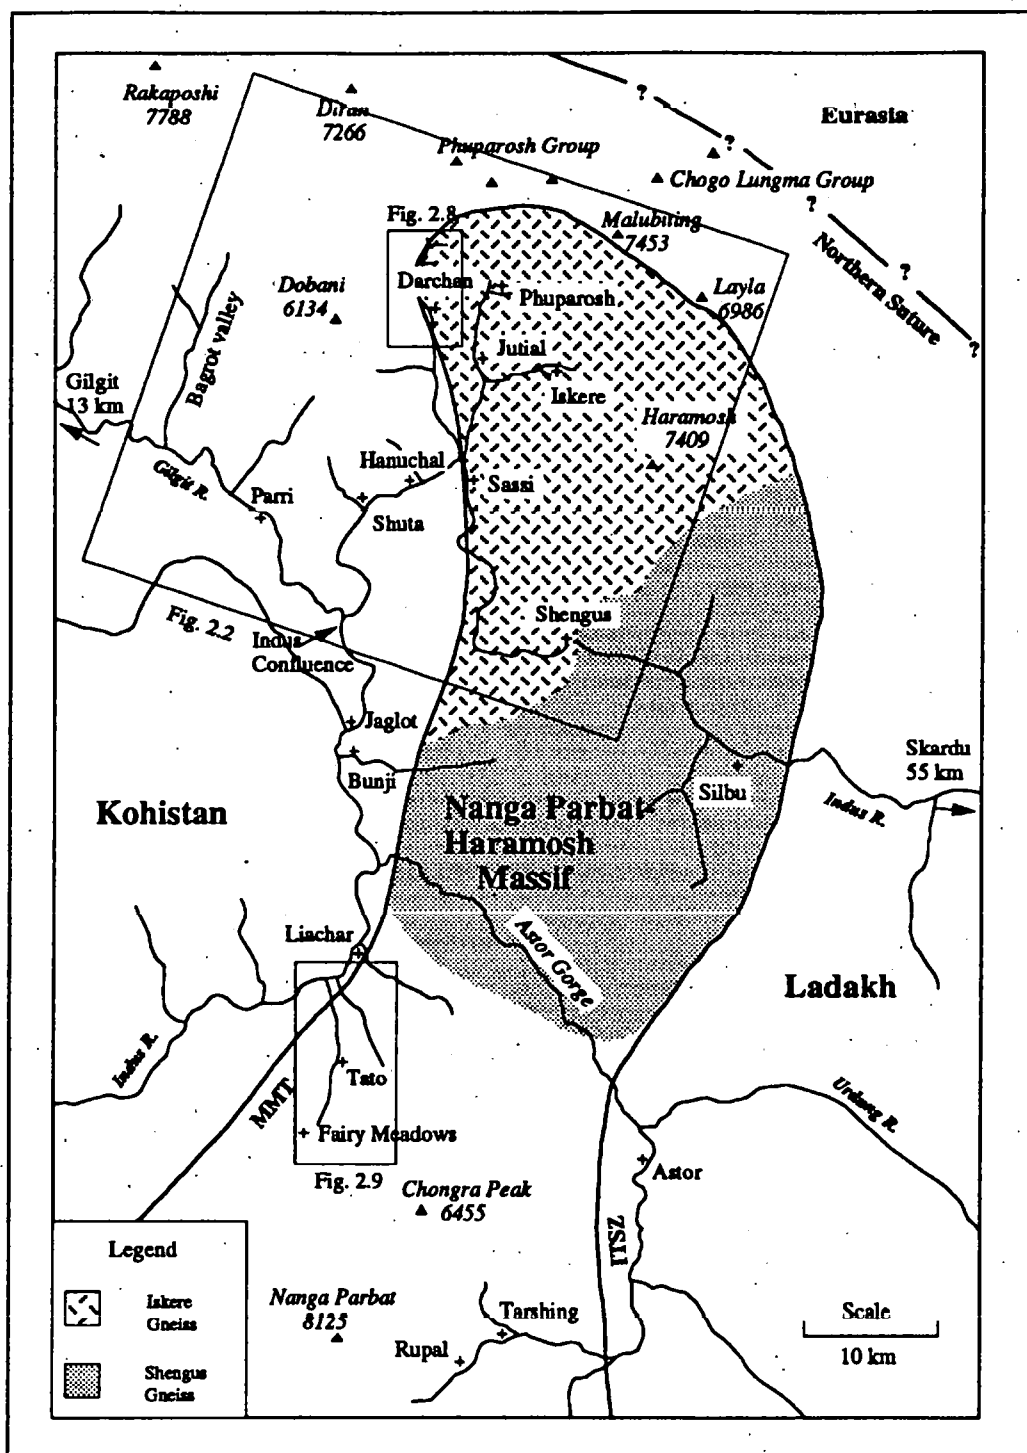 Rakaposhi
7788
Diran
7266
Eurasia
Phuparosh Group
Chogo Lungma Group
Fig. 2.8
Malubiting
7453
Northern Suture
Darchan
Dobani
6134
Phuparosh
Layla
6986
Bagrot valley
Jutial
Iskere
Gilgit
13 km
Haramosh
7409
Gilgit R.
Hanuchal
Sassi
Parri
Shuta
Fig. 2.2
Shengus
Indus
Confluence
Jaglot
Bunji
Skardu
55 km
Silbu
Indus R.
Kohistan
Nanga Parbat-
Haramosh
Massif
Liachar
Astor Gorge
Ladakh
Indus R.
Tato
MMT
Fairy Meadows
Urdung R.
Astor
Fig. 2.9
Chongra Peak
6455
LTSZ
Legend
Iskere
Gneiss
Shengus
Gneiss
Nanga Parbat
8125
Tarshing
Rupal
Scale
10 km
?
?
?
?
?